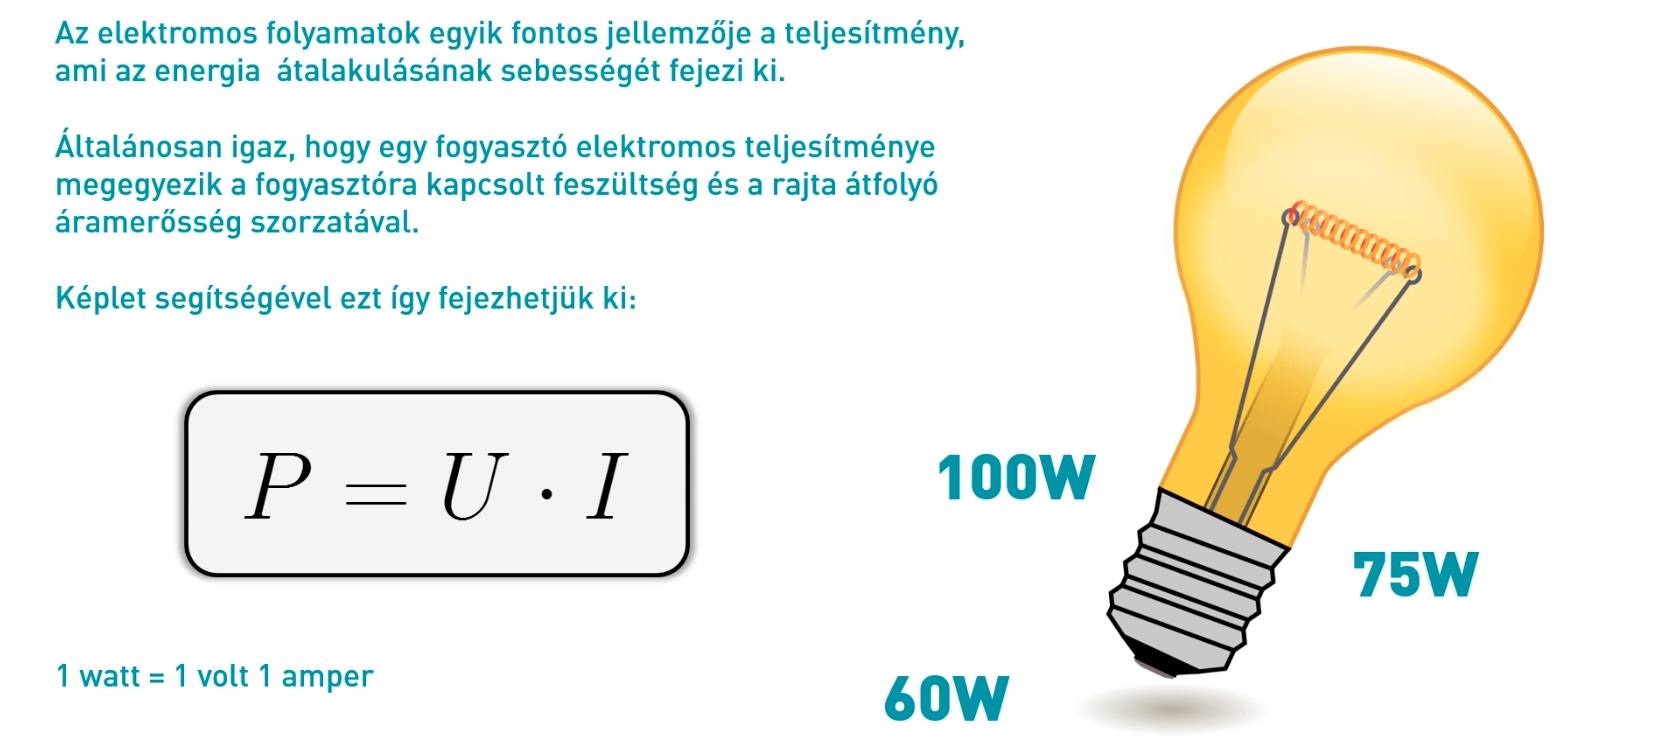 Az elektromos folyamatok egyik fontos jellemzője a teljesítmény,
ami az energia  átalakulásának sebességét fejezi ki.
Általánosan igaz, hogy egy fogyasztó elektromos teljesítménye
megegyezik a fogyasztóra kapcsolt feszültség és a rajta átfolyó
áramerősség szorzatával.
Képlet segítségével ezt így fejezhetjük ki:
P = U · I
1 watt = 1 volt 1 amper
100W
75W
60W